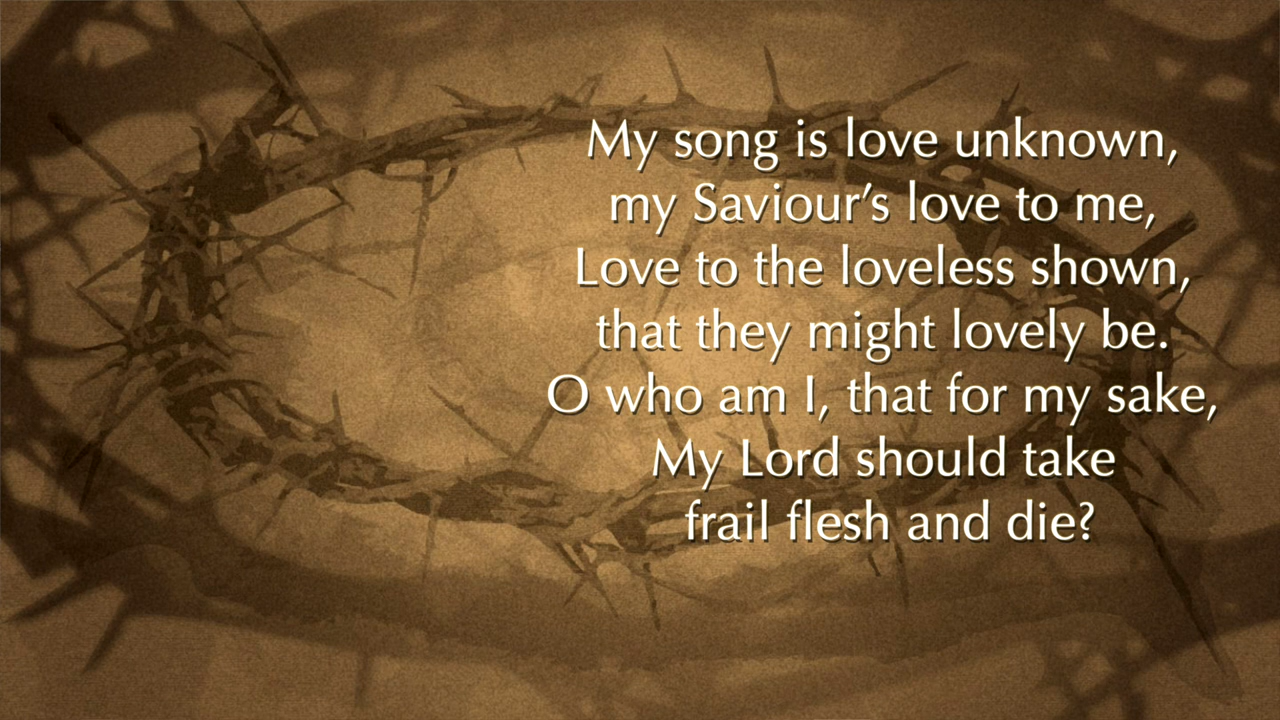 My song is love unknown,
my Saviour’s love to me,
Love to the loveless shown,
that they might lovely be.
O who am I, that for my sake,
My Lord should take
frail flesh and die?